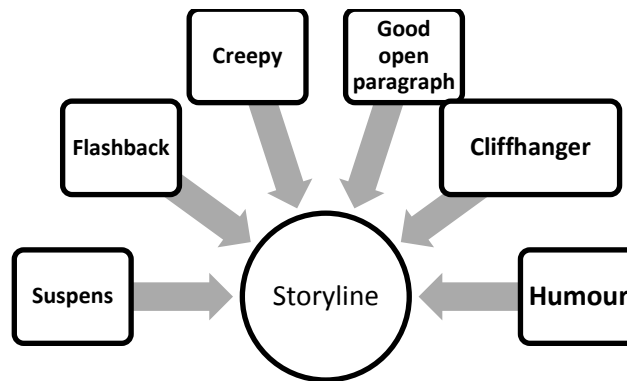 Good
open
paragraph
Creepy
Cliffhanger
Flashback
Suspens
Storyline
Humour